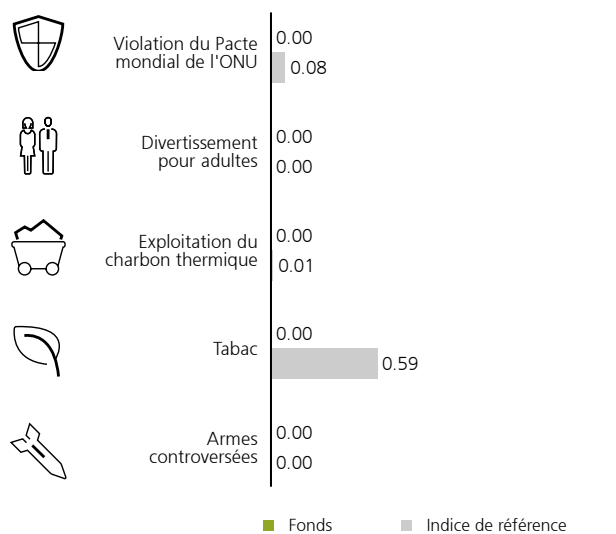 Violation du Pacte
mondial de l'ONU
0.00
0.08
Divertissement
pour adultes
0.00
0.00
Exploitation du
charbon thermique
0.00
0.01
Tabac
0.00
0.59
Armes
controversées
0.00
0.00
Fonds
Indice de référence